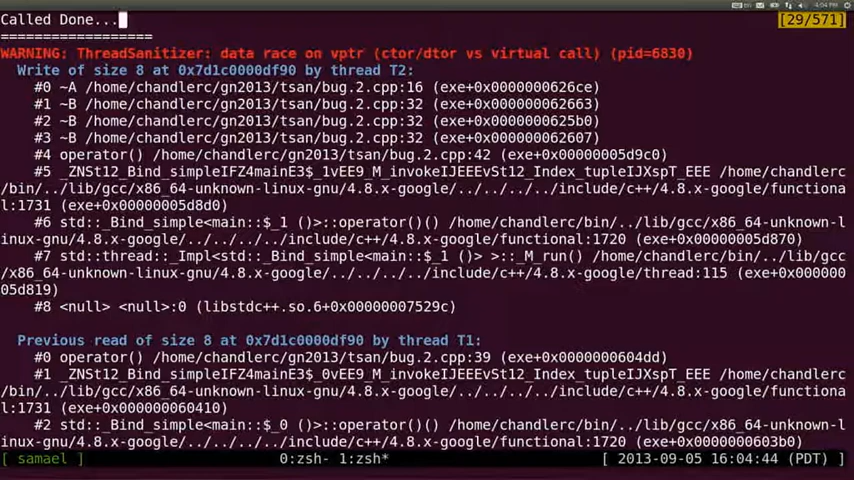 4:04 PM
Called Done...
[29/571]
==================
WARNING: ThreadSanitizer: data race on vptr (ctor/dtor vs virtual call) (pid=6830)
Write of size 8 at 0x7d1c0000df90 by thread T2:
#0 ~A /home/chandlerc/gn2013/tsan/bug.2.cpp:16 (exe+0x0000000626ce)
#1 ~B /home/chandlerc/gn2013/tsan/bug.2.cpp:32 (exe+0x000000062663)
#2 ~B /home/chandlerc/gn2013/tsan/bug.2.cpp:32 (exe+0x0000000625b0)
#3 ~B /home/chandlerc/gn2013/tsan/bug.2.cpp:32 (exe+0x000000062607)
#4 operator() /home/chandlerc/gn2013/tsan/bug.2.cpp:42 (exe+0x00000005d9c0)
#5 _ZNSt12_Bind_simpleIFZ4mainE3$_1vEE9_M_invokeIJEEEvSt12_Index_tupleIJXspT_EEE /home/chandlerc
/bin/../lib/gcc/x86_64-unknown-linux-gnu/4.8.x-google/../../../../include/c++/4.8.x-google/functiona
l:1731 (exe+0x00000005d8d0)
#6 std::_Bind_simple<main::$_1 ()>::operator()() /home/chandlerc/bin/../lib/gcc/x86_64-unknown-l
inux-gnu/4.8.x-google/../../../../include/c++/4.8.x-google/functional:1720 (exe+0x00000005d870)
#7 std::thread::_Impl<std::_Bind_simple<main::$_1 ()> >::_M_run() /home/chandlerc/bin/../lib/gcc
/x86_64-unknown-linux-gnu/4.8.x-google/../../../../include/c++/4.8.x-google/thread:115 (exe+0x000000
05d819)
#8 <null> <null>:0 (libstdc++.so.6+0x00000007529c)
Previous read of size 8 at 0x7d1c0000df90 by thread T1:
#0 operator() /home/chandlerc/gn2013/tsan/bug.2.cpp:39 (exe+0x0000000604dd)
#1 _ZNSt12_Bind_simpleIFZ4mainE3$_0vEE9_M_invokeIJEEEvSt12_Index_tupleIJXspT_EEE /home/chandlerc
/bin/../lib/gcc/x86_64-unknown-linux-gnu/4.8.x-google/../../../../include/c++/4.8.x-google/functiona
l:1731 (exe+0x000000060410)
#2 std::_Bind_simple<main::$_0 ()>::operator()() /home/chandlerc/bin/../lib/gcc/x86_64-unknown-l
inux-gnu/4.8.x-google/../../../../include/c++/4.8.x-google/functional:1720 (exe+0x0000000603b0)
[ samael ] 0:zsh- 1:zsh* [ 2013-09-05 16:04:44 (PDT) ]